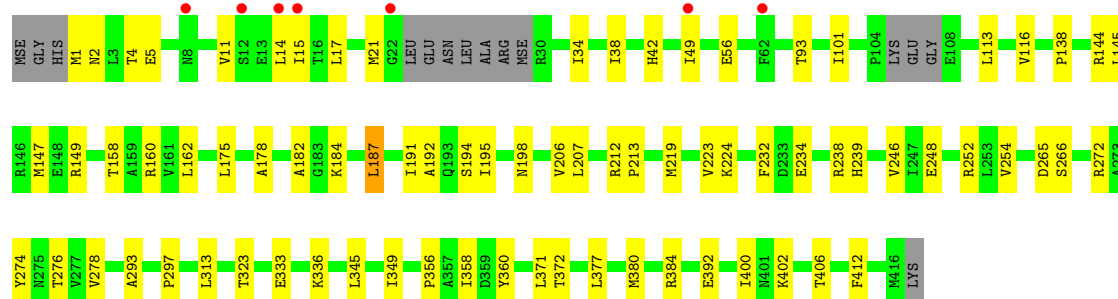 MSE GLY HIS M1 N2 L3 T4 E5 N8 V11 S12 E13 L14 I15 T16 L17 M21 G22 LEU GLU ASN LEU ALA ARG MSE R30 I34 I38 H42 I49 E56 F62 T93 I101 P104 LYS GLU GLY E108 L113 V116 P138 R144 L145
R146 M147 E148 R149 T158 A159 R160 V161 L162 L175 A178 A182 G183 K184 L187 I191 A192 Q193 S194 I195 N198 V206 L207 R212 P213 M219 V223 K224 F232 D233 E234 R238 H239 V246 I247 E248 R252 L253 V254 D265 S266 R272 A273
Y274 N275 T276 V277 V278 A293 P297 L313 T323 E333 K336 L345 I349 P356 A357 I358 D359 Y360 L371 T372 L377 M380 R384 E392 I400 N401 K402 T406 F412 M416 LYS